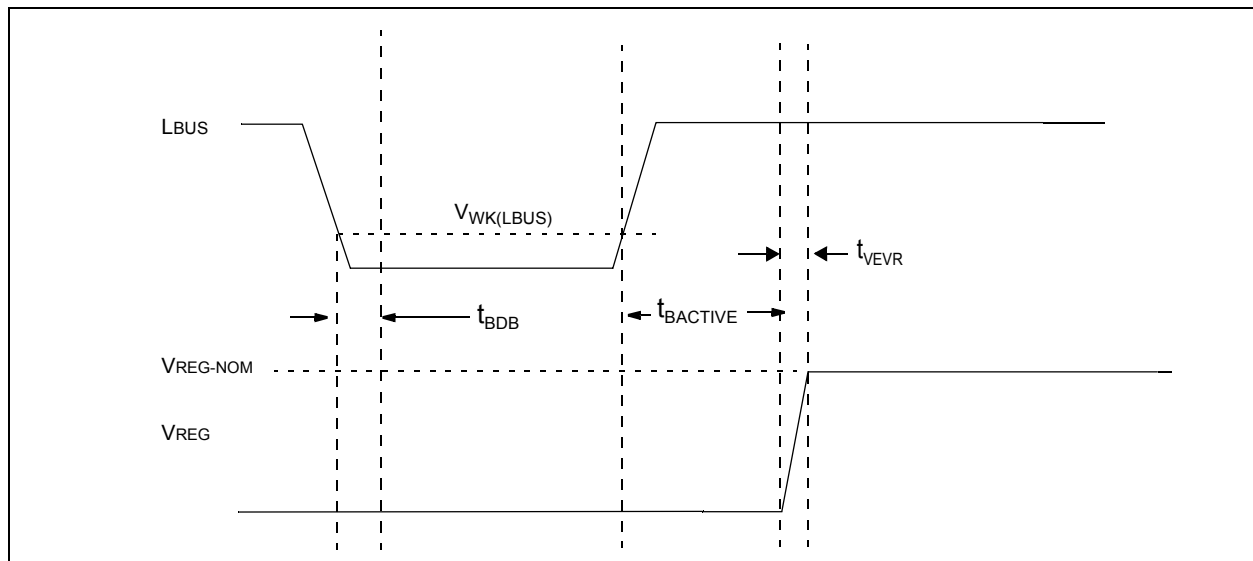 LBUS
VWK(LBUS)
tVEVR
tBDB
tBACTIVE
VREG-NOM
VREG